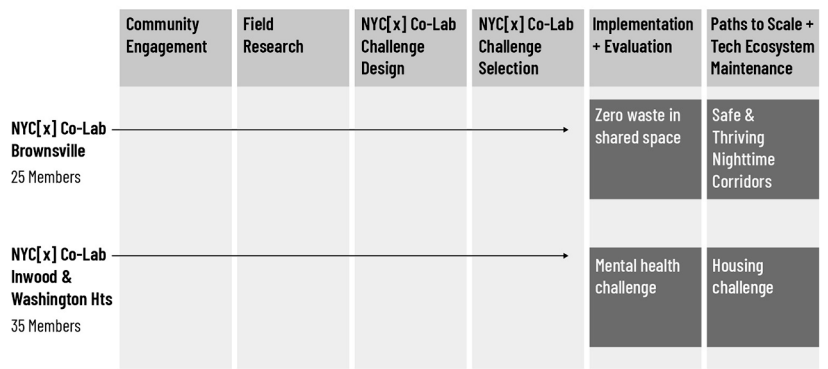 Community
Engagement
Field
Research
NYC[x] Co-Lab
Challenge
Design
NYC[x] Co-Lab
Challenge
Selection
Implementation
+ Evaluation
Paths to Scale +
Tech Ecosystem
Maintenance
NYC[x] Co-Lab
Brownsville
25 Members
Zero waste in
shared space
Safe &
Thriving
Nighttime
Corridors
NYC[x] Co-Lab
Inwood &
Washington Hts
35 Members
Mental health
challenge
Housing
challenge